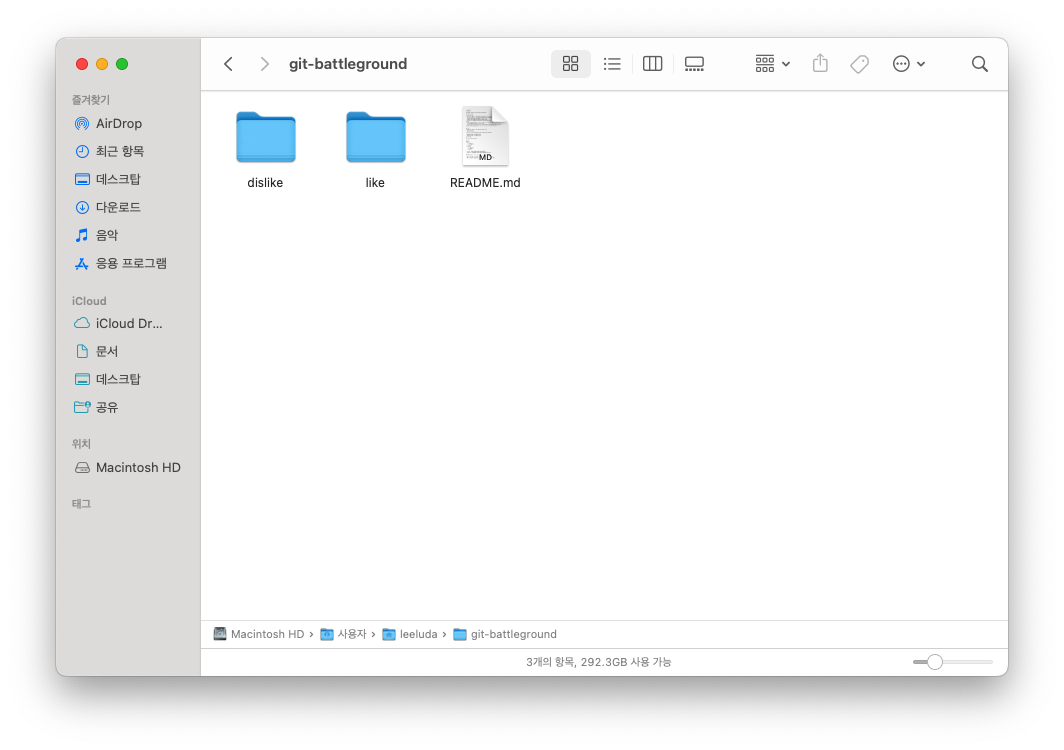 git-battleground
즐겨찾기
AirDrop
최근 항목
데스크탑
다운로드
음악
응용 프로그램
iCloud
iCloud Dr...
문서
데스크탑
공유
위치
Macintosh HD
태그
MD
dislike
like
README.md
Macintosh HD › 사용자 › leeluda › git-battleground
3개의 항목, 292.3GB 사용 가능